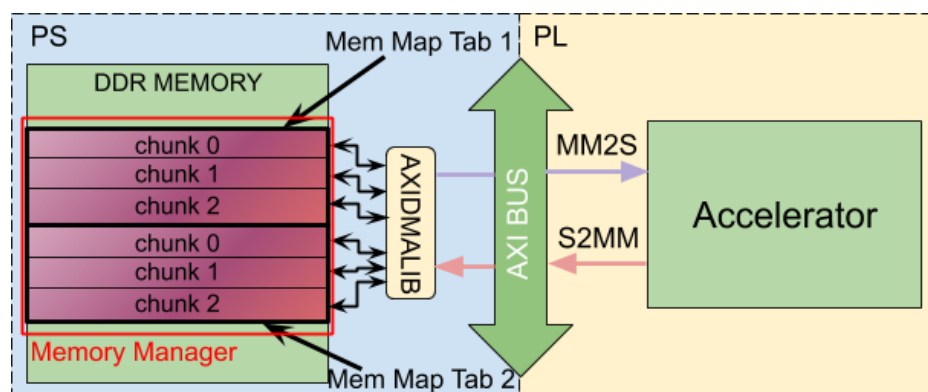 PS
PL
Mem Map Tab 1
DDR MEMORY
chunk 0
chunk 1
chunk 2
chunk 0
chunk 1
chunk 2
Memory Manager
Mem Map Tab 2
AXIDMALIB
AXI BUS
MM2S
S2MM
Accelerator